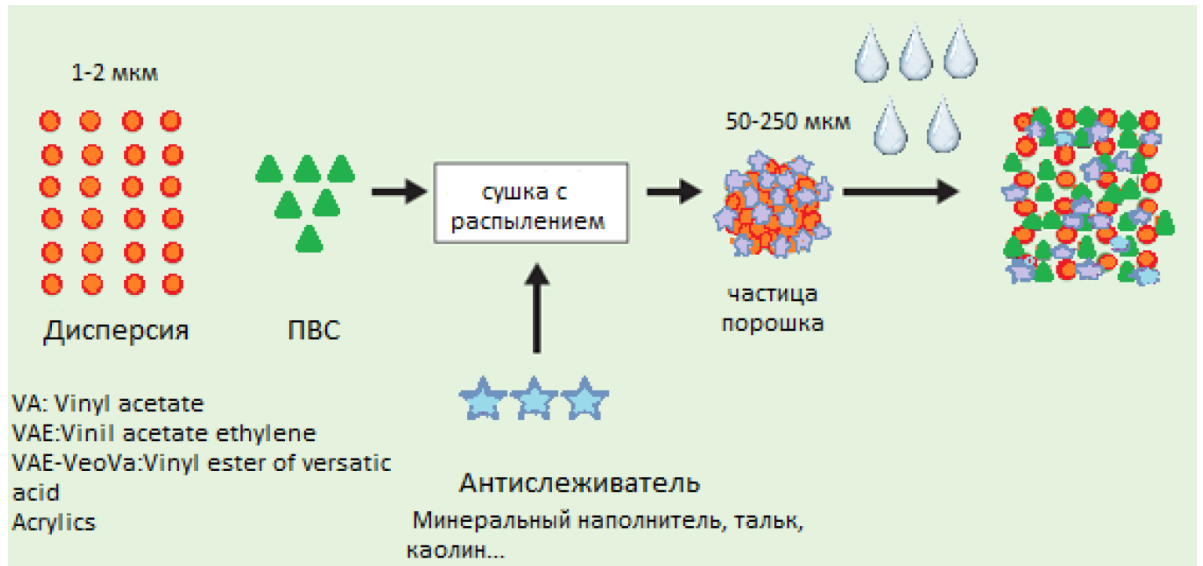 1-2 мкм
50-250 мкм
сушка с
распылением
частица
порошка
Дисперсия
ПВС
VA: Vinyl acetate
VAE:Vinil acetate ethylene
VAE-VeoVa:Vinyl ester of versatic
acid
Acrylics
Антислеживатель
Минеральный наполнитель, тальк,
каолин...